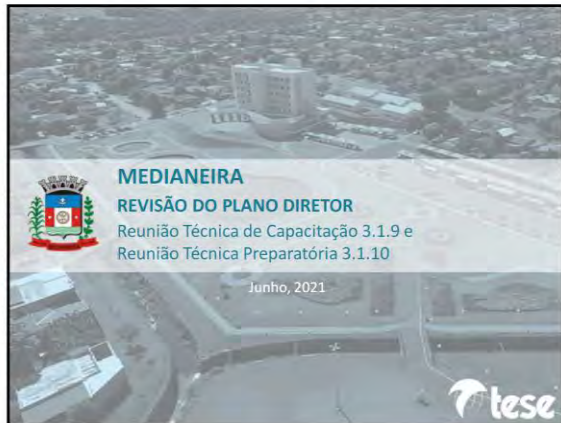 MEDIANEIRA
REVISÃO DO PLANO DIRETOR
Reunião Técnica de Capacitação 3.1.9 e
Reunião Técnica Preparatória 3.1.10
Junho, 2021
tese